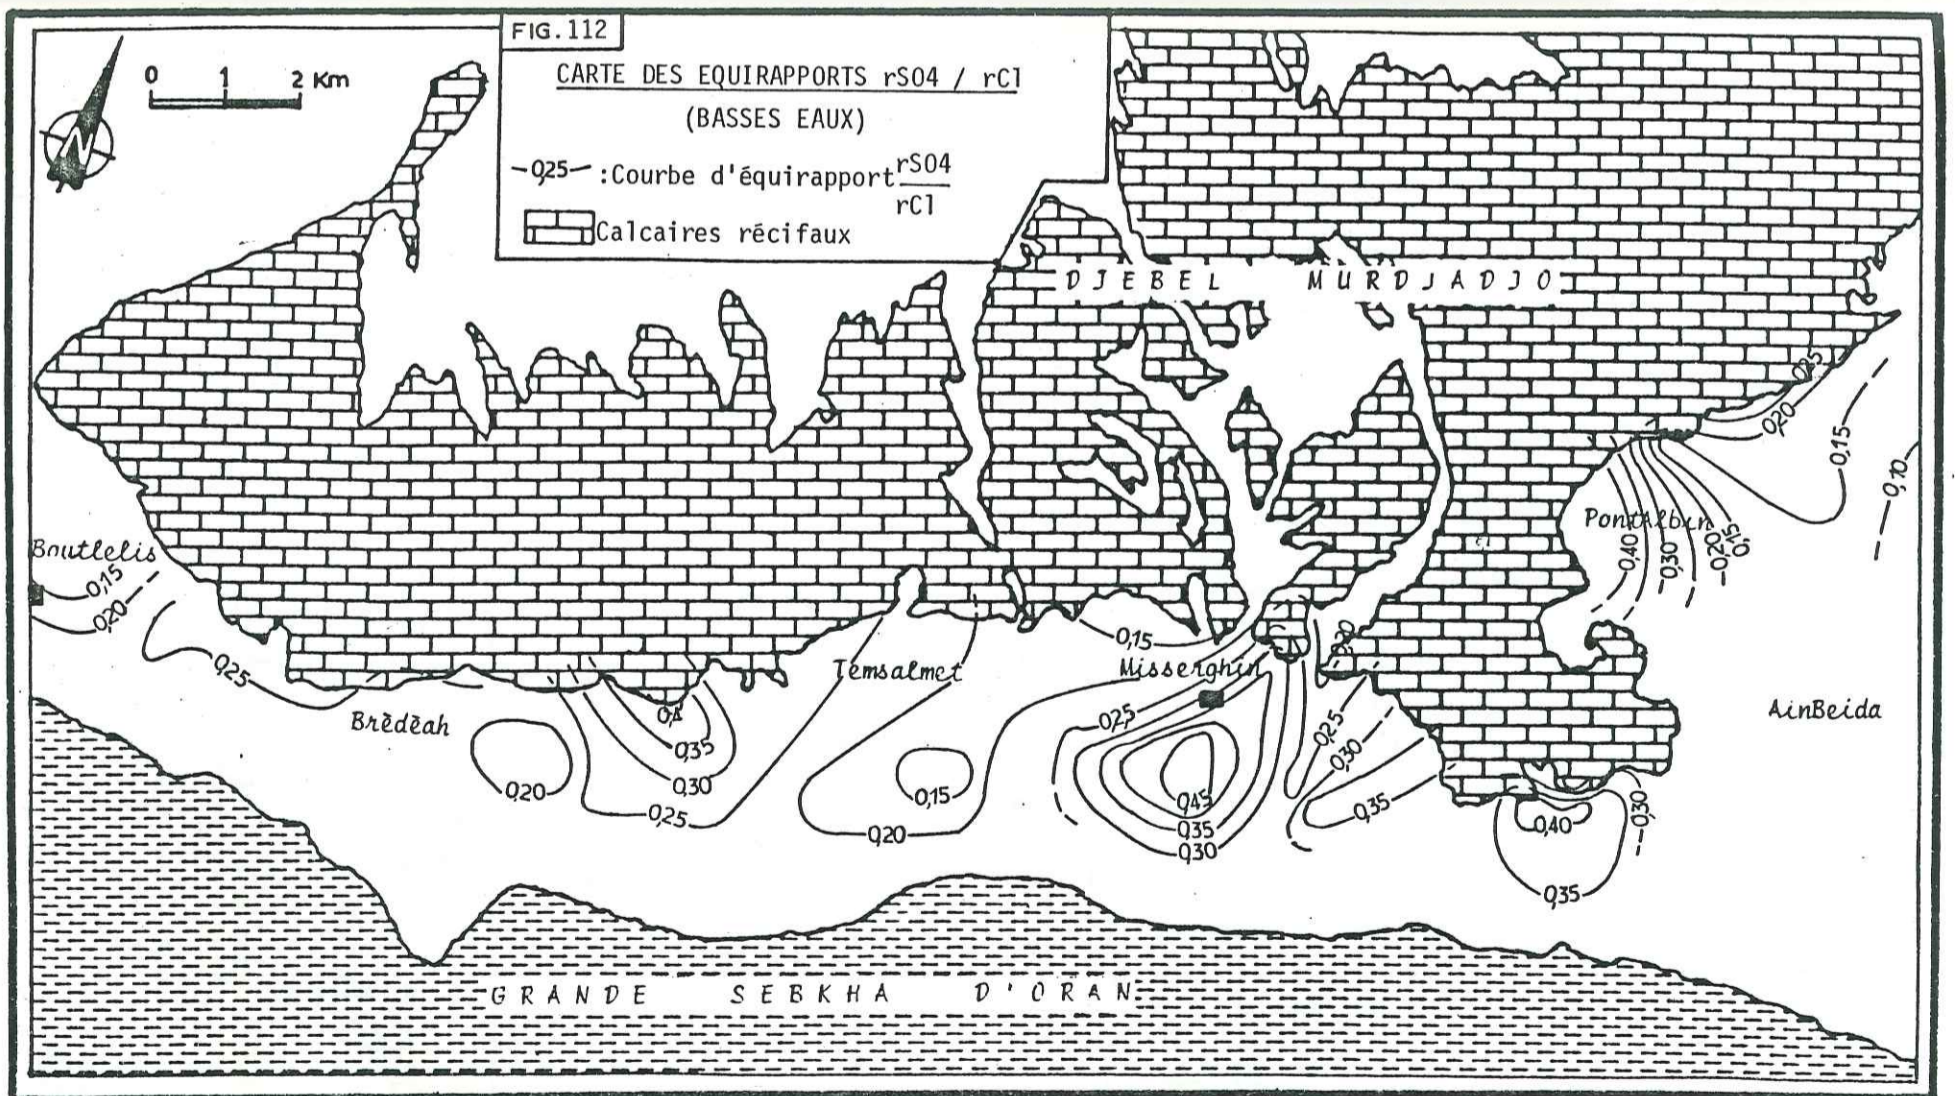 FIG.112
CARTE DES EQUIRAPPORTS rSO4 / rCl
(BASSES EAUX)
-0,25- :Courbe d'équirapport rSO4
rCl
Calcaires récifaux
0 1 2 Km
N
DJEBEL MURDJADJO
0,25
0,20
0,15
0,10
PontAlbin
0,40
0,30
0,20
0,15
Boutlelis
0,15
0,20
0,25
Brédéah
0,20
0,4
0,35
0,30
0,25
Temsalmet
0,15
0,20
0,15
Misserghin
0,25
0,45
0,35
0,30
0,20
0,25
0,30
0,35
AinBeida
0,30
0,40
0,35
GRANDE SEBKHA D'ORAN